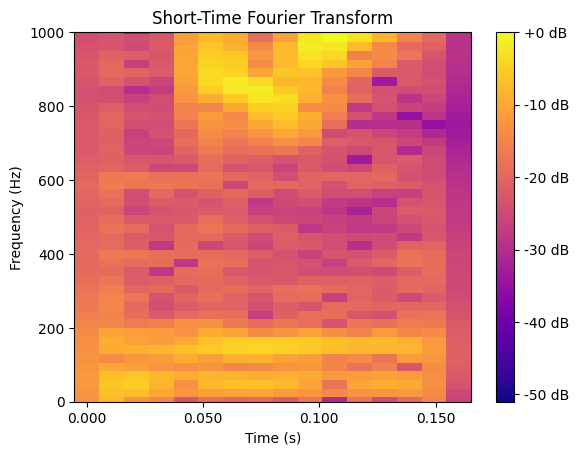 Short-Time Fourier Transform
1000
800
600
400
200
0
Frequency (Hz)
0.000
0.050
0.100
0.150
Time (s)
+0 dB
-10 dB
-20 dB
-30 dB
-40 dB
-50 dB